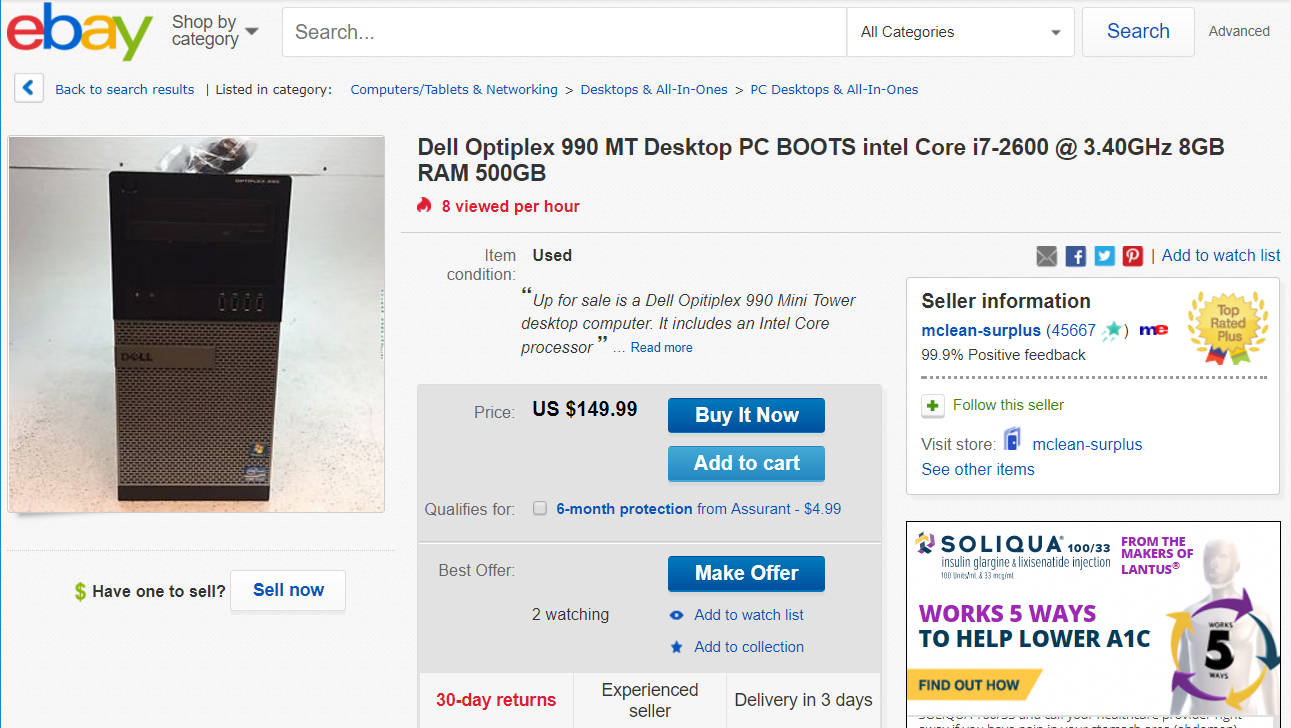 ebay
Shop by
category
Search...
All Categories
Search
Advanced
Back to search results | Listed in category: Computers/Tablets & Networking > Desktops & All-In-Ones > PC Desktops & All-In-Ones
OPTIPLEX 990
DELL
Dell Optiplex 990 MT Desktop PC BOOTS intel Core i7-2600 @ 3.40GHz 8GB
RAM 500GB
8 viewed per hour
Item
condition:
Used
“Up for sale is a Dell Opitiplex 990 Mini Tower
desktop computer. It includes an Intel Core
processor ” ... Read more
Price: US $149.99
Buy It Now
Add to cart
Qualifies for: 6-month protection from Assurant - $4.99
Best Offer:
Make Offer
2 watching
Add to watch list
Add to collection
30-day returns
Experienced
seller
Delivery in 3 days
$ Have one to sell? Sell now
| Add to watch list
Seller information
mclean-surplus (45667 ) me
99.9% Positive feedback
Top
Rated
Plus
Follow this seller
Visit store: mclean-surplus
See other items
SOLIQUA® 100/33
insulin glargine & lixisenatide injection
100 Units/mL & 33 mcg/mL
FROM THE
MAKERS OF
LANTUS®
WORKS 5 WAYS
TO HELP LOWER A1C
WORKS
5
WAYS
FIND OUT HOW